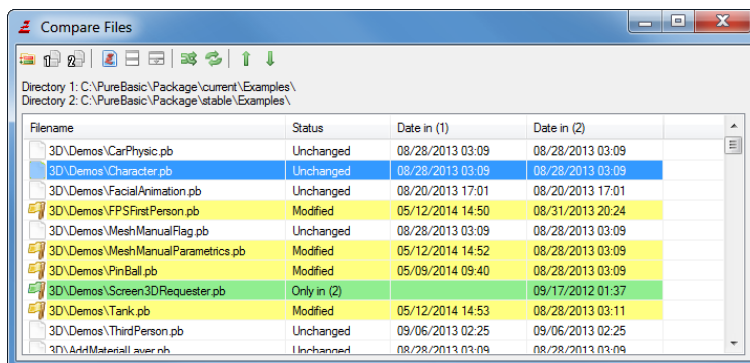 Compare Files
Directory 1: C:\PureBasic\Package\current\Examples\
Directory 2: C:\PureBasic\Package\stable\Examples\
Filename Status Date in (1) Date in (2)
3D\Demos\CarPhysic.pb Unchanged 08/28/2013 03:09 08/28/2013 03:09
3D\Demos\Character.pb Unchanged 08/28/2013 03:09 08/28/2013 03:09
3D\Demos\FacialAnimation.pb Unchanged 08/20/2013 17:01 08/20/2013 17:01
3D\Demos\FPSFirstPerson.pb Modified 05/12/2014 14:50 08/31/2013 20:24
3D\Demos\MeshManualFlag.pb Unchanged 08/28/2013 03:09 08/28/2013 03:09
3D\Demos\MeshManualParametrics.pb Modified 05/12/2014 14:52 08/28/2013 03:09
3D\Demos\PinBall.pb Modified 05/09/2014 09:40 08/28/2013 03:09
3D\Demos\Screen3DRequester.pb Only in (2) 09/17/2012 01:37
3D\Demos\Tank.pb Modified 05/12/2014 14:53 08/28/2013 03:11
3D\Demos\ThirdPerson.pb Unchanged 09/06/2013 02:25 09/06/2013 02:25
3D\AddMaterialLayer.pb Unchanged 08/28/2013 03:09 08/28/2013 03:09